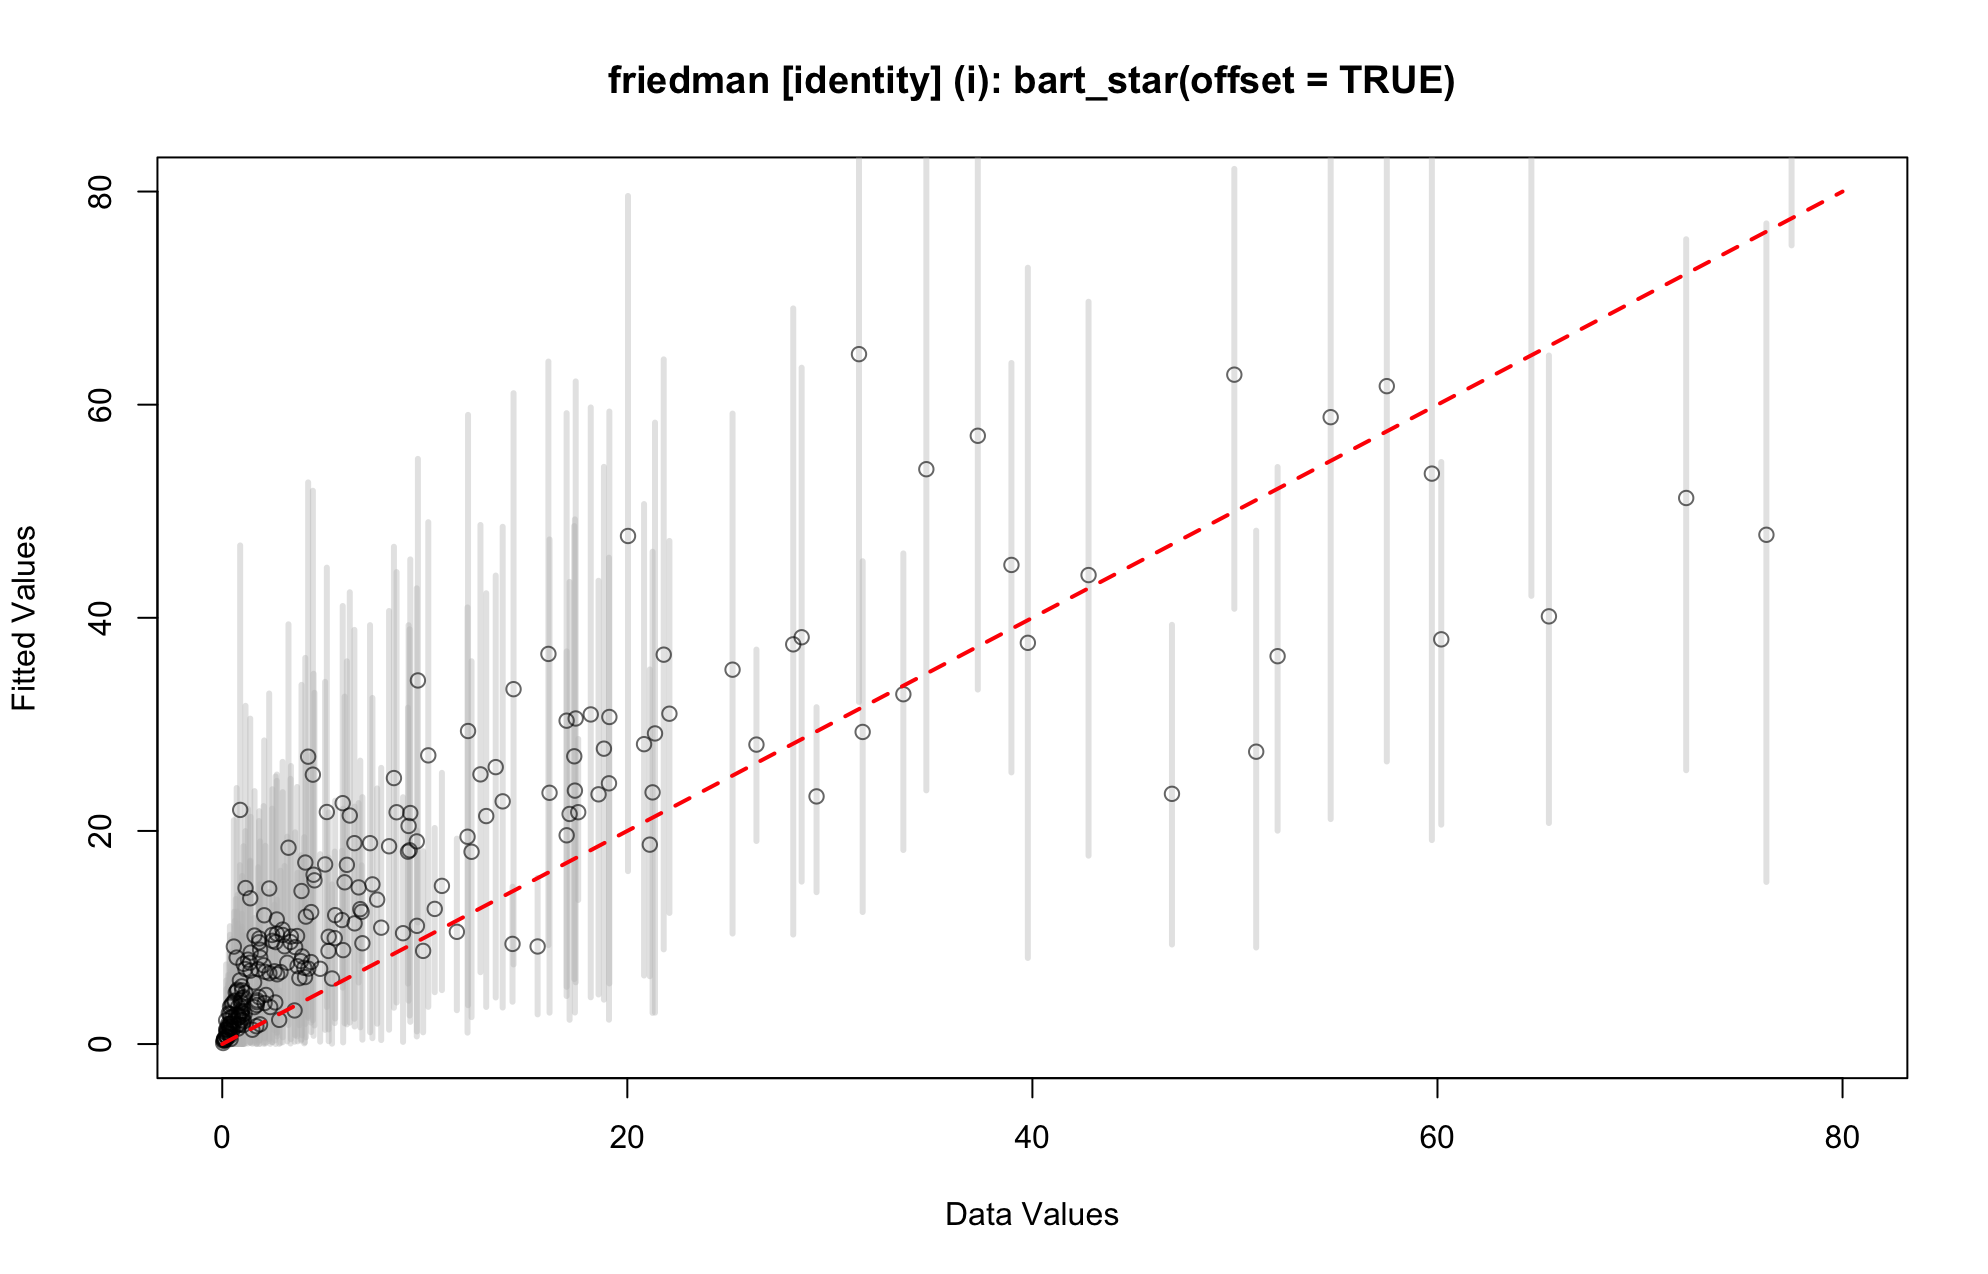 friedman [identity] (i): bart_star(offset = TRUE)
Fitted Values
80
60
40
20
0
0 20 40 60 80
Data Values